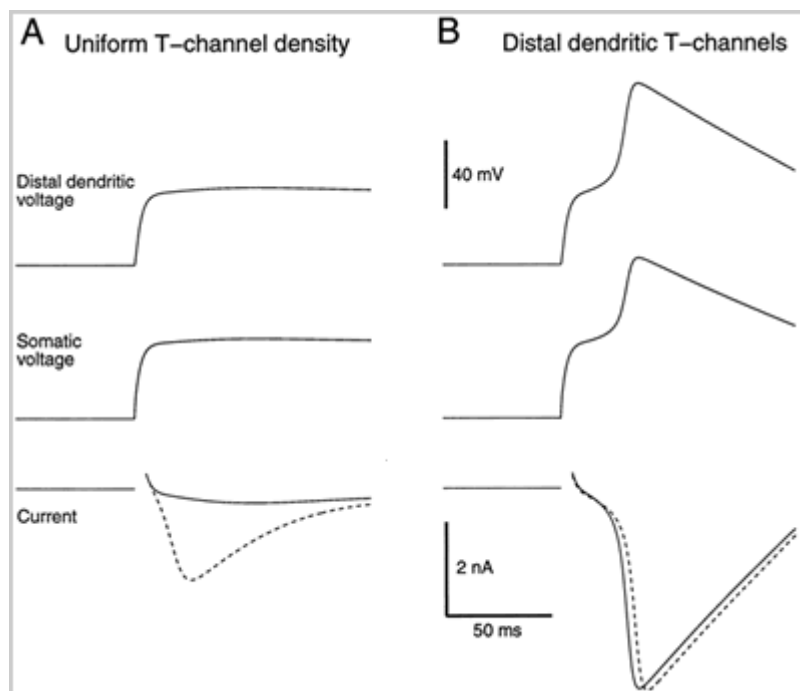 A
Uniform T-channel density
B
Distal dendritic T-channels
Distal dendritic
voltage
40 mV
Somatic
voltage
Current
2 nA
50 ms